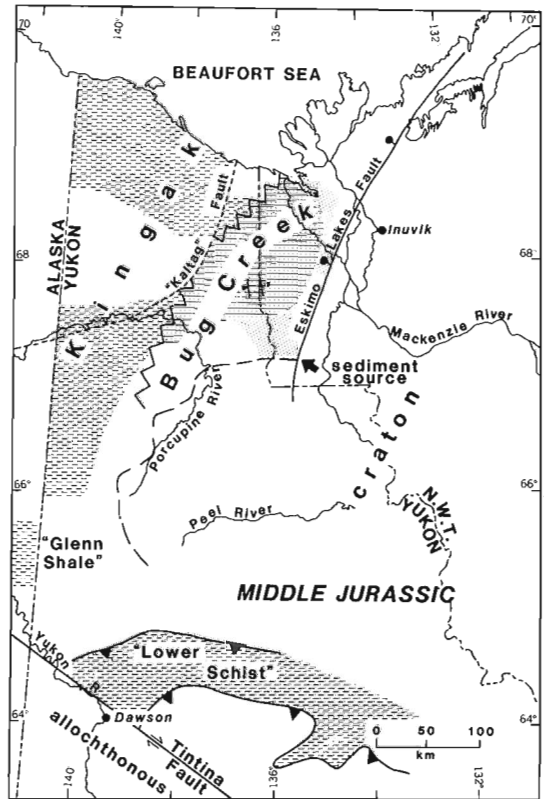 70
140°
136
132
70°
BEAUFORT SEA
Kingak
"Kaltag" Fault
Bug Creek
Eskimo Lakes Fault
Inuvik
ALASKA
YUKON
68
68°
Mackenzie River
sediment
source
Porcupine River
craton
66°
66°
Peel River
N.W.T.
YUKON
"Glenn
Shale"
MIDDLE JURASSIC
Yukon R.
"Lower
Schist"
64°
64°
Dawson
0 50 100
km
Tintina
Fault
allochthonous
140
136°
132°